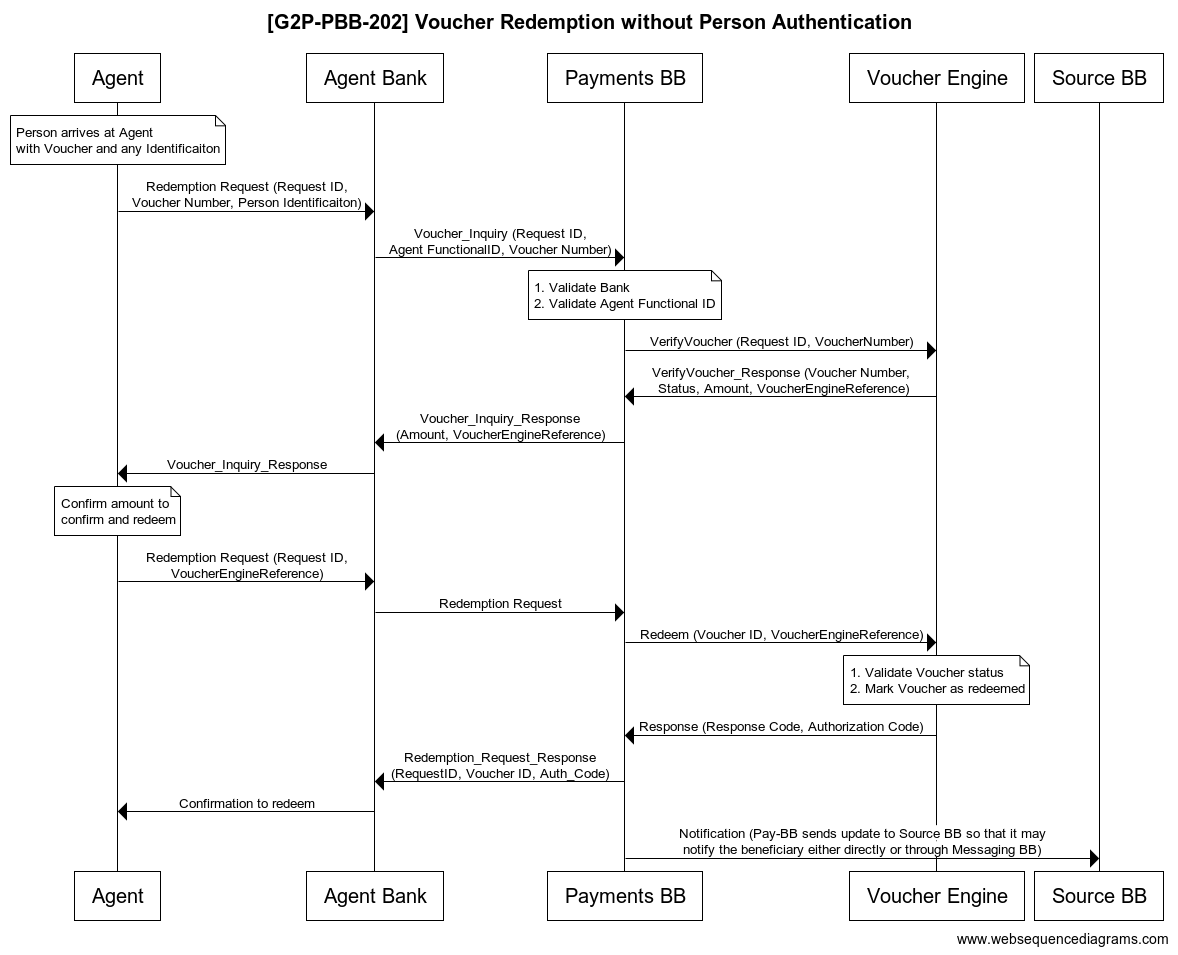 [G2P-PBB-202] Voucher Redemption without Person Authentication
Agent
Agent Bank
Payments BB
Voucher Engine
Source BB
Person arrives at Agent
with Voucher and any Identificaiton
Redemption Request (Request ID,
Voucher Number, Person Identificaiton)
Voucher_Inquiry (Request ID,
Agent FunctionalID, Voucher Number)
1. Validate Bank
2. Validate Agent Functional ID
VerifyVoucher (Request ID, VoucherNumber)
VerifyVoucher_Response (Voucher Number,
Status, Amount, VoucherEngineReference)
Voucher_Inquiry_Response
(Amount, VoucherEngineReference)
Voucher_Inquiry_Response
Confirm amount to
confirm and redeem
Redemption Request (Request ID,
VoucherEngineReference)
Redemption Request
Redeem (Voucher ID, VoucherEngineReference)
1. Validate Voucher status
2. Mark Voucher as redeemed
Response (Response Code, Authorization Code)
Redemption_Request_Response
(RequestID, Voucher ID, Auth_Code)
Confirmation to redeem
Notification (Pay-BB sends update to Source BB so that it may
notify the beneficiary either directly or through Messaging BB)
Agent
Agent Bank
Payments BB
Voucher Engine
Source BB
www.websequencediagrams.com